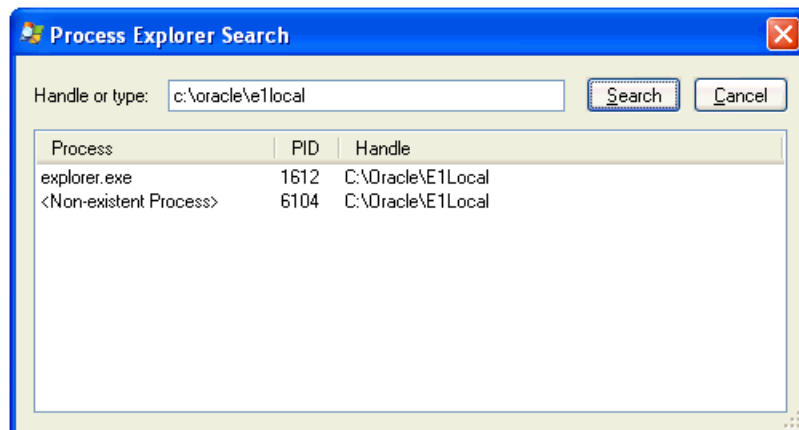 Process Explorer Search
Handle or type: c:\oracle\e1local Search Cancel
Process PID Handle
explorer.exe 1612 C:\Oracle\E1Local
<Non-existent Process> 6104 C:\Oracle\E1Local